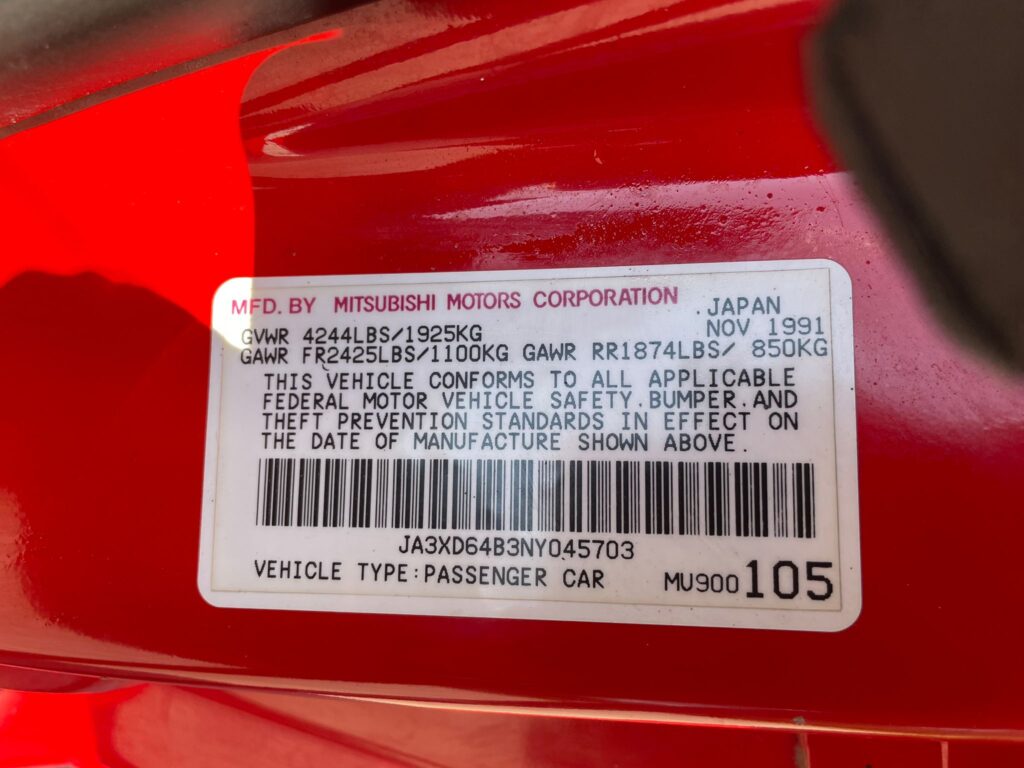 MFD. BY MITSUBISHI MOTORS CORPORATION .JAPAN
GVWR 4244LBS/1925KG NOV 1991
GAWR FR2425LBS/1100KG GAWR RR1874LBS/ 850KG
THIS VEHICLE CONFORMS TO ALL APPLICABLE
FEDERAL MOTOR VEHICLE SAFETY.BUMPER.AND
THEFT PREVENTION STANDARDS IN EFFECT ON
THE DATE OF MANUFACTURE SHOWN ABOVE.
JA3XD64B3NY045703
VEHICLE TYPE:PASSENGER CAR MU900 105